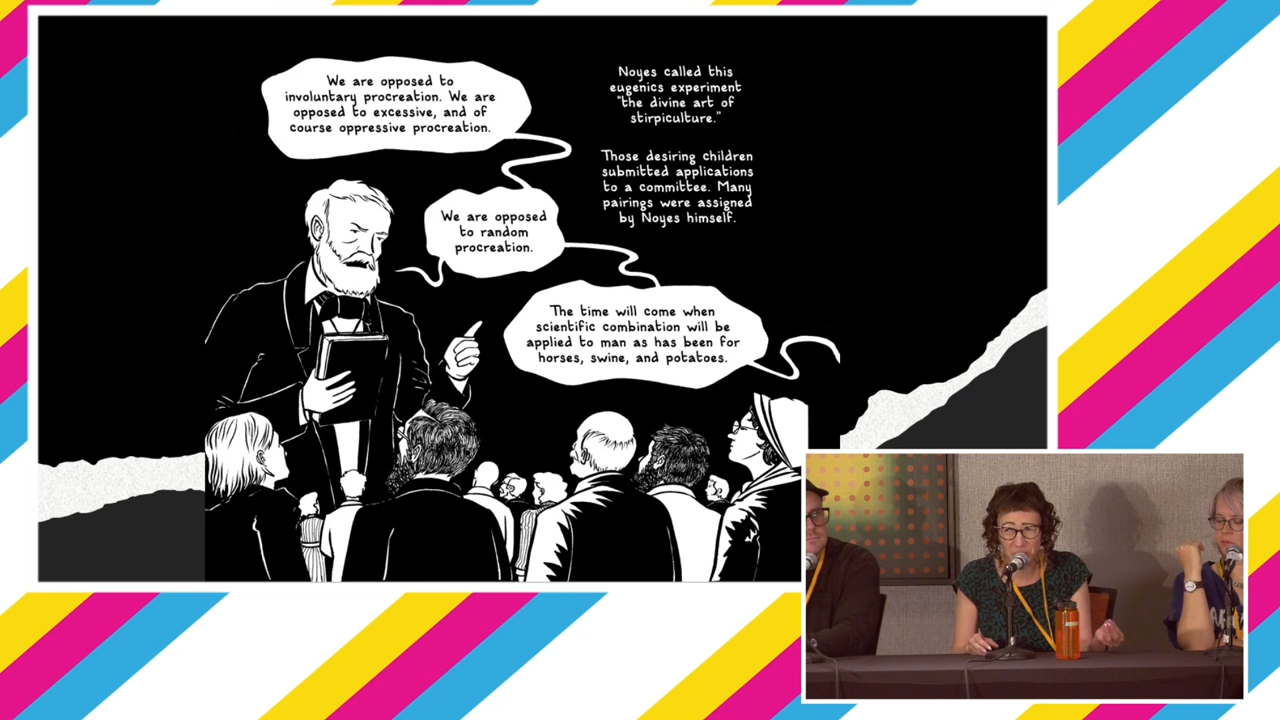 We are opposed to
involuntary procreation. We are
opposed to excessive, and of
course oppressive procreation.
Noyes called this
eugenics experiment
"the divine art of
stirpiculture."
Those desiring children
submitted applications
to a committee. Many
pairings were assigned
by Noyes himself.
We are opposed
to random
procreation.
The time will come when
scientific combination will be
applied to man as has been for
horses, swine, and potatoes.